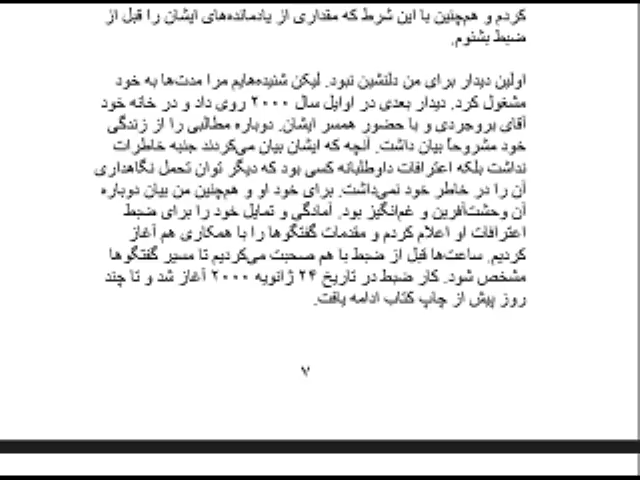 کردم و هم‌چنین با این شرط که مقداری از یادمانده‌های ایشان را قبل از
ضبط بشنوم.
اولین دیدار برای من دلنشین نبود. لیکن شنیده‌هایم مرا مدت‌ها به خود
مشغول کرد. دیدار بعدی در اوایل سال ۲۰۰۰ روی داد و در خانه خود
آقای بروجردی و با حضور همسر ایشان. دوباره مطالبی را از زندگی
خود مشروحاً بیان داشت. آنچه که ایشان بیان می‌کردند جنبه خاطرات
نداشت بلکه اعترافات داوطلبانه کسی بود که دیگر توان تحمل نگاهداری
آن را در خاطر خود نمی‌داشت. برای خود او و هم‌چنین من بیان دوباره
آن وحشت‌آفرین و غم‌انگیز بود. آمادگی و تمایل خود را برای ضبط
اعترافات او اعلام کردم و مقدمات گفتگوها را با همکاری هم آغاز
کردیم. ساعت‌ها قبل از ضبط با هم صحبت می‌کردیم تا مسیر گفتگوها
مشخص شود. کار ضبط در تاریخ ۲۴ ژانویه ۲۰۰۰ آغاز شد و تا چند
روز پیش از چاپ کتاب ادامه یافت.
۷